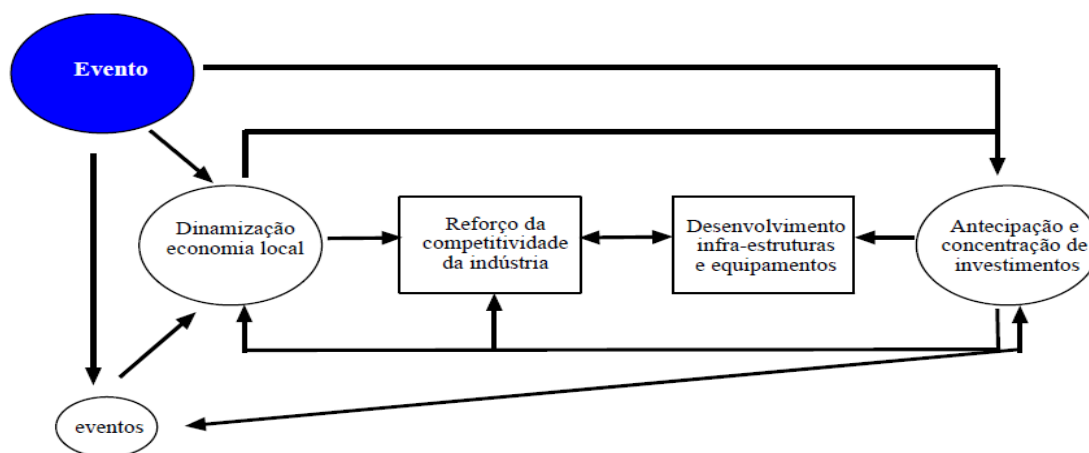 Evento
Dinamização
economia local
Reforço da
competitividade
da indústria
Desenvolvimento
infra-estruturas
e equipamentos
Antecipação e
concentração de
investimentos
eventos